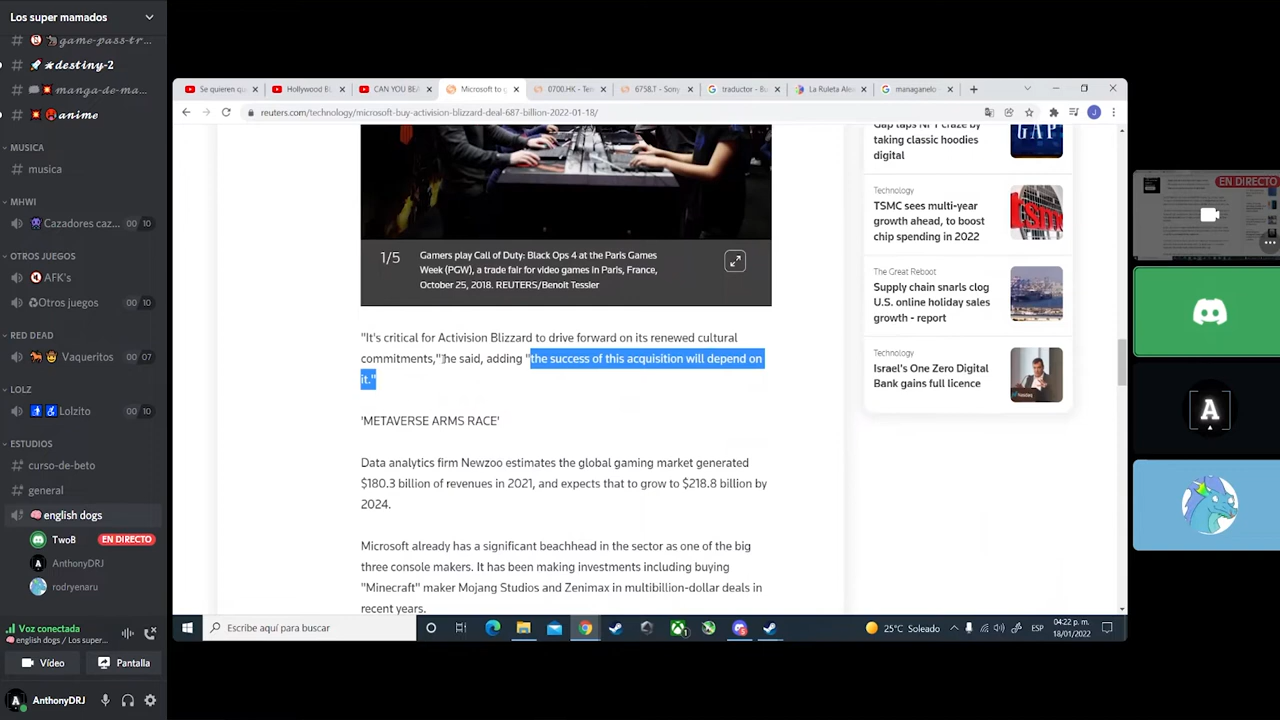 Los super mamados
game-pass-tr...
destiny-2
manga-de-ma...
anime
MUSICA
musica
MHWI
Cazadores caz... 00 10
OTROS JUEGOS
AFK's
Otros juegos 00 10
RED DEAD
Vaqueritos 00 07
LOLZ
Lolzito 00 10
ESTUDIOS
curso-de-beto
general
english dogs
TwoB EN DIRECTO
AnthonyDRJ
rodryenaru
Voz conectada
english dogs / Los super...
Vídeo Pantalla
AnthonyDRJ
Se quieren qu
Hollywood B
CAN YOU BEA
Microsoft to g
0700.HK - Ten
6758.T - Sony
traductor - Bu
La Ruleta Alea
managanelo
J
reuters.com/technology/microsoft-buy-activision-blizzard-deal-687-billion-2022-01-18/
1/5
Gamers play Call of Duty: Black Ops 4 at the Paris Games
Week (PGW), a trade fair for video games in Paris, France,
October 25, 2018. REUTERS/Benoit Tessier
"It's critical for Activision Blizzard to drive forward on its renewed cultural
commitments," he said, adding "the success of this acquisition will depend on
it."
'METAVERSE ARMS RACE'
Data analytics firm Newzoo estimates the global gaming market generated
$180.3 billion of revenues in 2021, and expects that to grow to $218.8 billion by
2024.
Microsoft already has a significant beachhead in the sector as one of the big
three console makers. It has been making investments including buying
"Minecraft" maker Mojang Studios and Zenimax in multibillion-dollar deals in
recent years.
Gap taps NFT craze by
taking classic hoodies
digital
GAP
Technology
TSMC sees multi-year
growth ahead, to boost
chip spending in 2022
The Great Reboot
Supply chain snarls clog
U.S. online holiday sales
growth - report
Technology
Israel's One Zero Digital
Bank gains full licence
Escribe aquí para buscar
25°C Soleado
ESP
04:22 p. m.
18/01/2022
EN DIRECTO
A